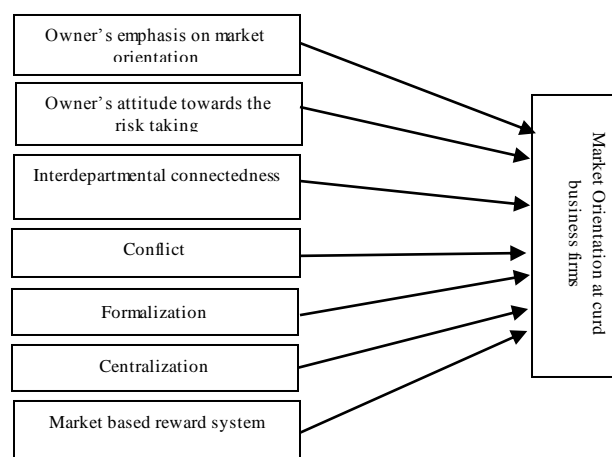 Owner's emphasis on market
orientation
Owner's attitude towards the
risk taking
Interdepartmental connectedness
Conflict
Formalization
Centralization
Market based reward system
Market Orientation at curd
business firms